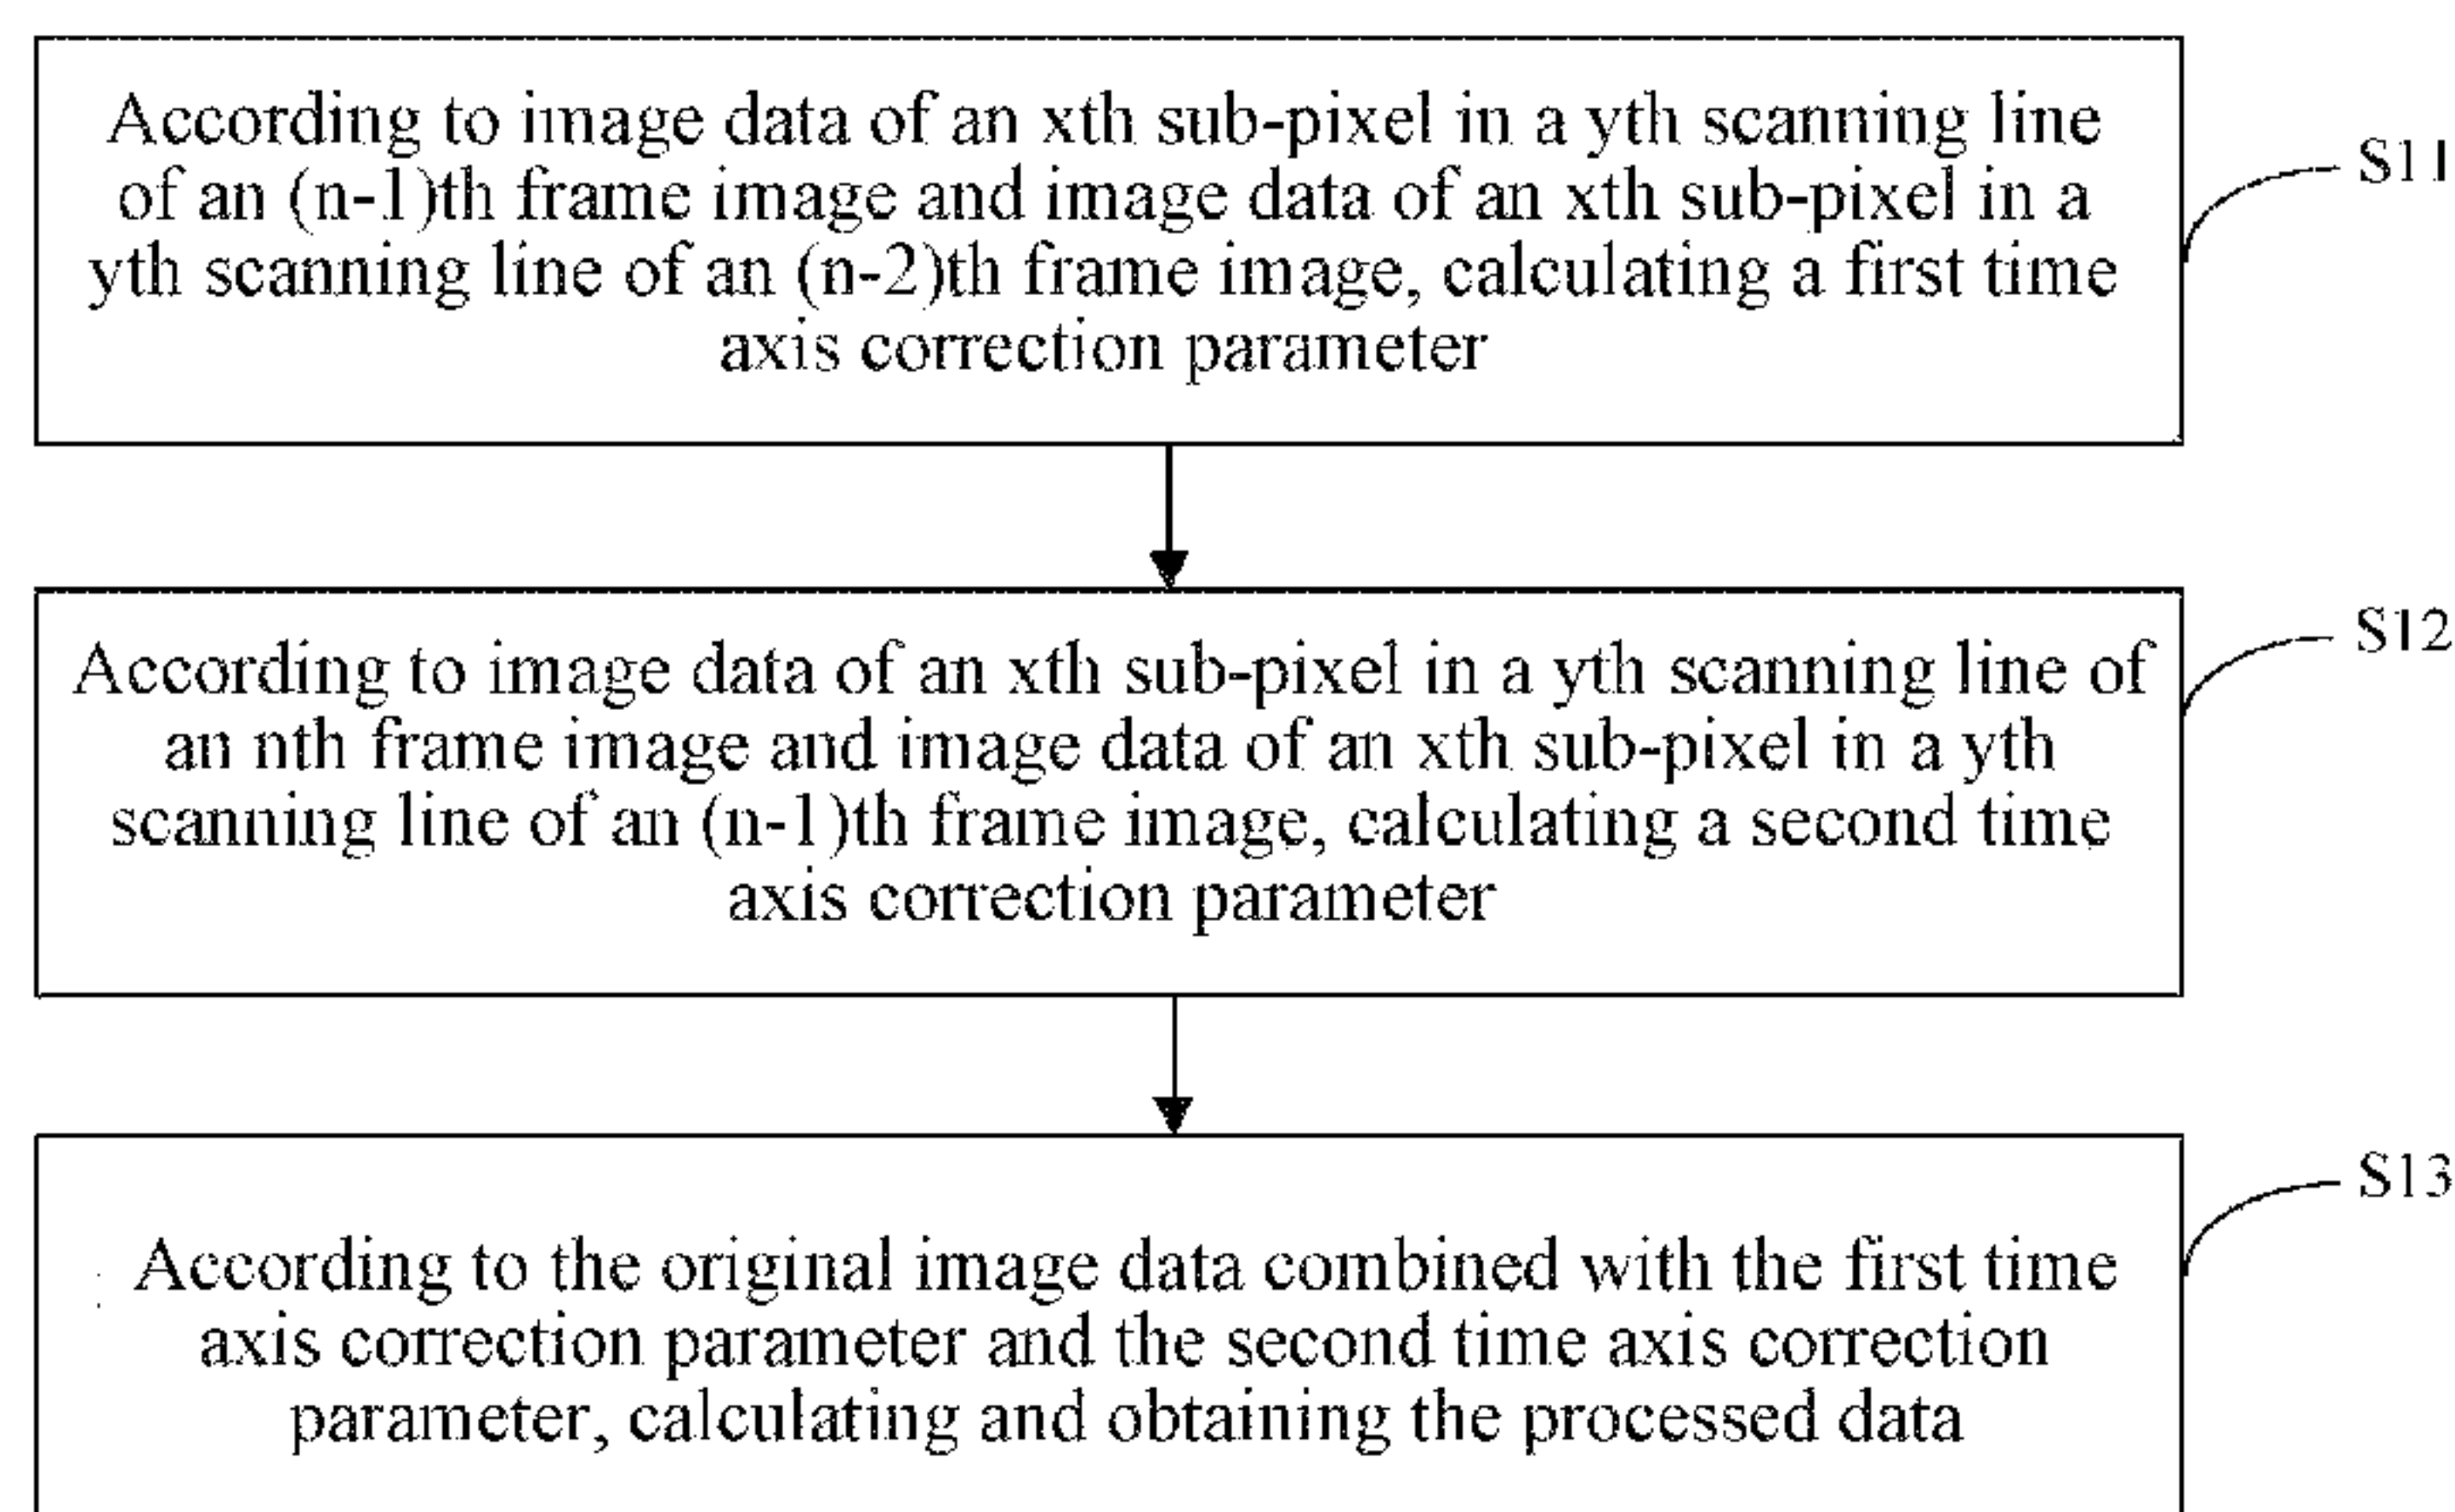 According to image data of an xth sub-pixel in a yth scanning line
of an (n-1)th frame image and image data of an xth sub-pixel in a
yth scanning line of an (n-2)th frame image, calculating a first time
axis correction parameter
S11
According to image data of an xth sub-pixel in a yth scanning line of
an nth frame image and image data of an xth sub-pixel in a yth
scanning line of an (n-1)th frame image, calculating a second time
axis correction parameter
S12
According to the original image data combined with the first time
axis correction parameter and the second time axis correction
parameter, calculating and obtaining the processed data
S13